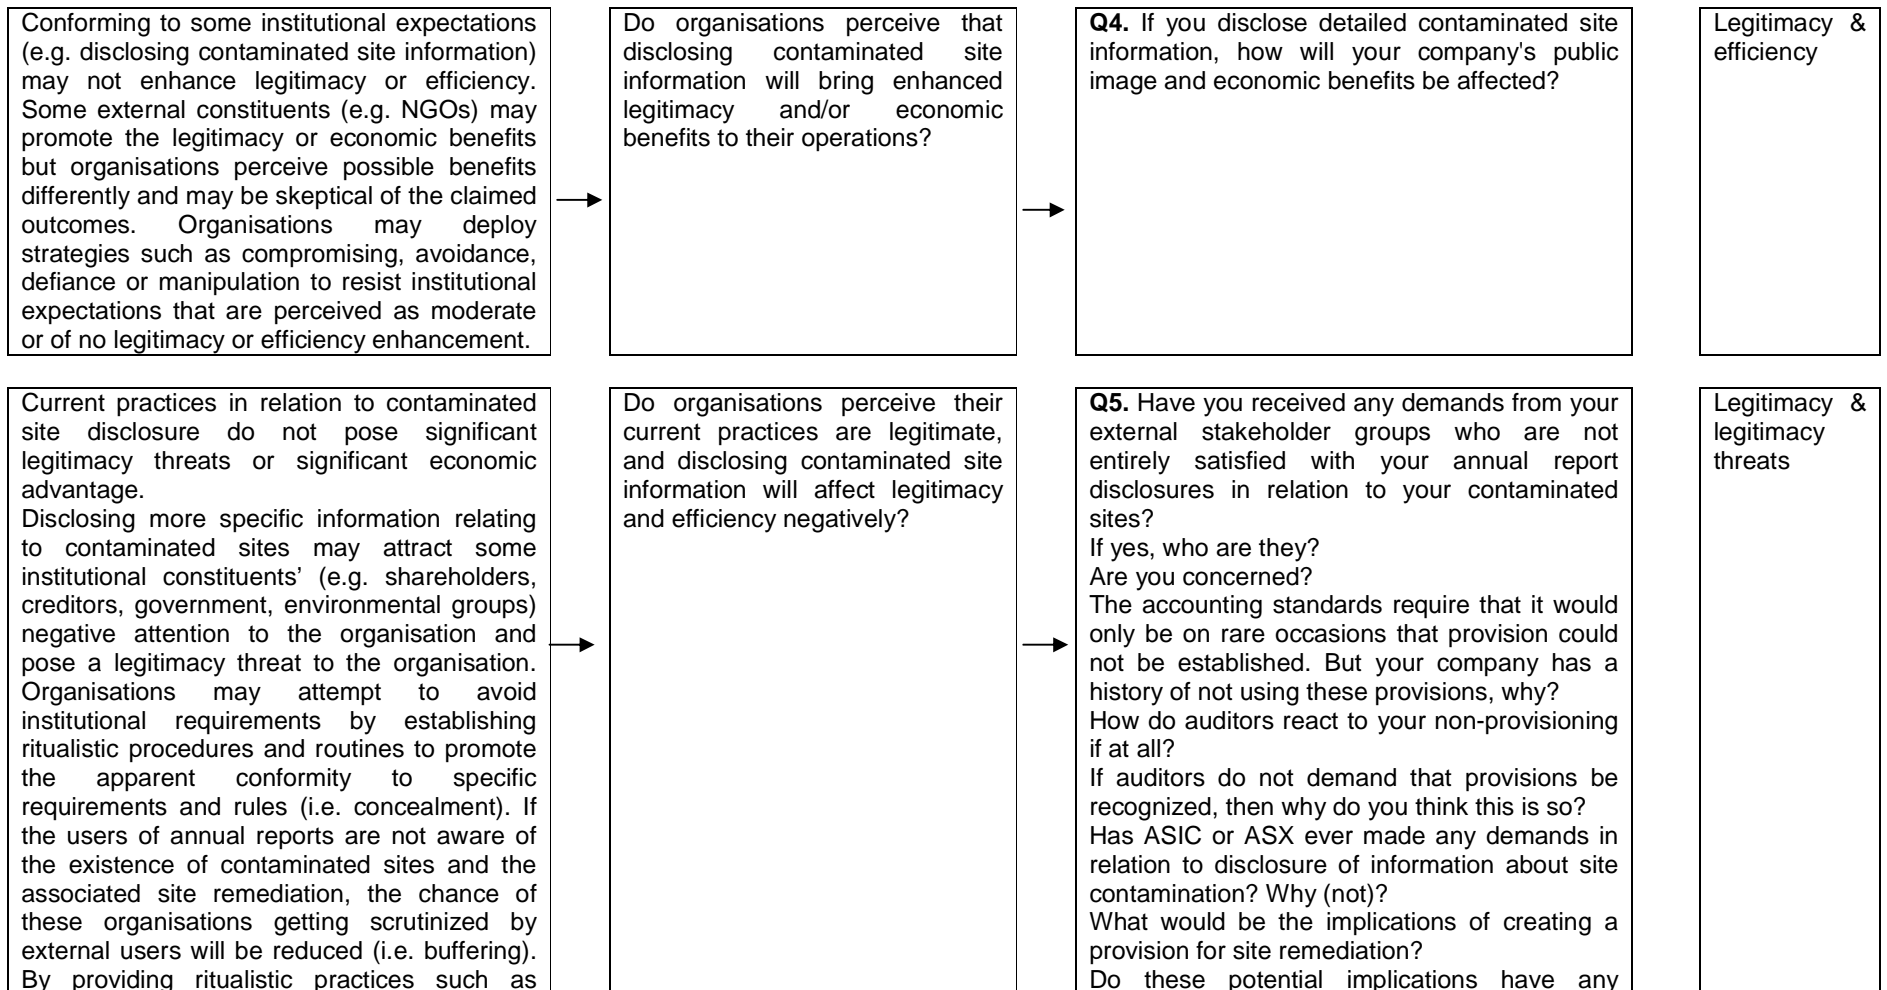 Conforming to some institutional expectations
(e.g. disclosing contaminated site information)
may not enhance legitimacy or efficiency.
Some external constituents (e.g. NGOs) may
promote the legitimacy or economic benefits
but organisations perceive possible benefits
differently and may be skeptical of the claimed
outcomes. Organisations may deploy
strategies such as compromising, avoidance,
defiance or manipulation to resist institutional
expectations that are perceived as moderate
or of no legitimacy or efficiency enhancement.
Do organisations perceive that
disclosing contaminated site
information will bring enhanced
legitimacy and/or economic
benefits to their operations?
Q4. If you disclose detailed contaminated site
information, how will your company's public
image and economic benefits be affected?
Legitimacy &
efficiency
Current practices in relation to contaminated
site disclosure do not pose significant
legitimacy threats or significant economic
advantage.
Disclosing more specific information relating
to contaminated sites may attract some
institutional constituents’ (e.g. shareholders,
creditors, government, environmental groups)
negative attention to the organisation and
pose a legitimacy threat to the organisation.
Organisations may attempt to avoid
institutional requirements by establishing
ritualistic procedures and routines to promote
the apparent conformity to specific
requirements and rules (i.e. concealment). If
the users of annual reports are not aware of
the existence of contaminated sites and the
associated site remediation, the chance of
these organisations getting scrutinized by
external users will be reduced (i.e. buffering).
By providing ritualistic practices such as
Do organisations perceive their
current practices are legitimate,
and disclosing contaminated site
information will affect legitimacy
and efficiency negatively?
Q5. Have you received any demands from your
external stakeholder groups who are not
entirely satisfied with your annual report
disclosures in relation to your contaminated
sites?
If yes, who are they?
Are you concerned?
The accounting standards require that it would
only be on rare occasions that provision could
not be established. But your company has a
history of not using these provisions, why?
How do auditors react to your non-provisioning
if at all?
If auditors do not demand that provisions be
recognized, then why do you think this is so?
Has ASIC or ASX ever made any demands in
relation to disclosure of information about site
contamination? Why (not)?
What would be the implications of creating a
provision for site remediation?
Do these potential implications have any
Legitimacy &
legitimacy
threats